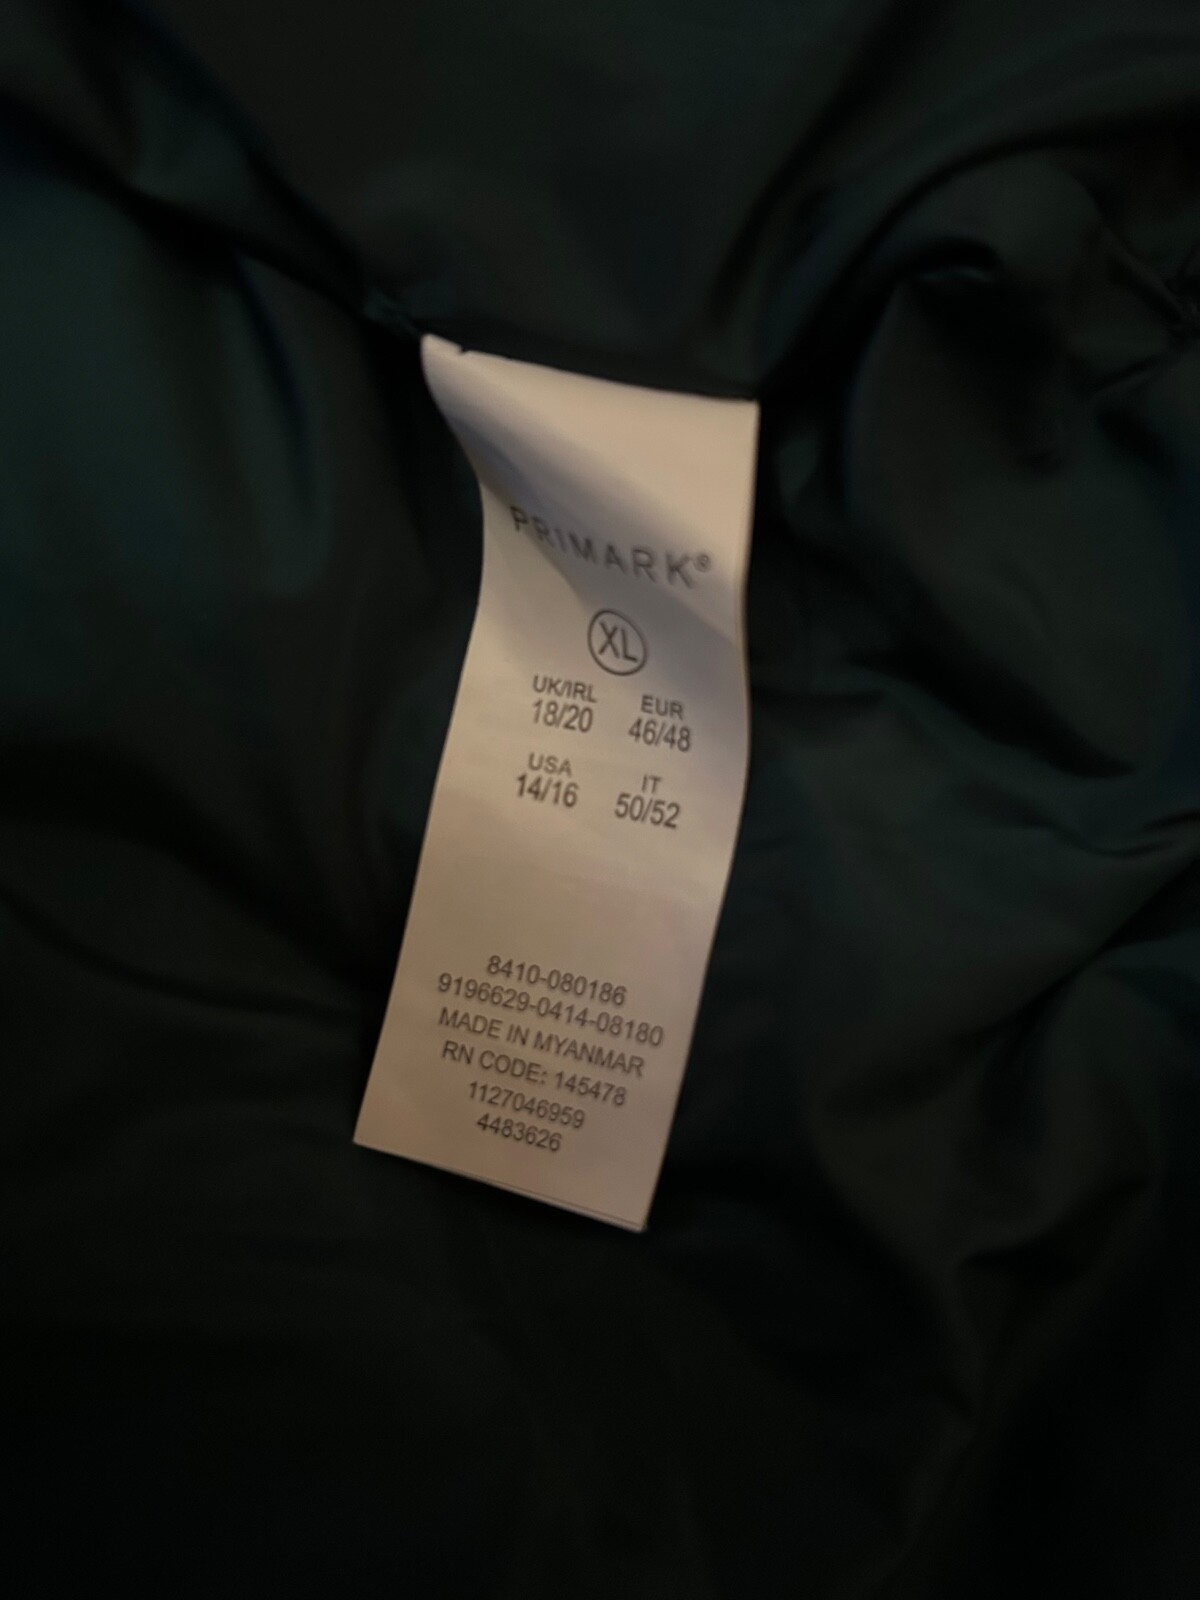 PRIMARK®
XL
UK/IRL EUR
18/20 46/48
USA IT
14/16 50/52
8410-080186
9196629-0414-08180
MADE IN MYANMAR
RN CODE: 145478
1127046959
4483626